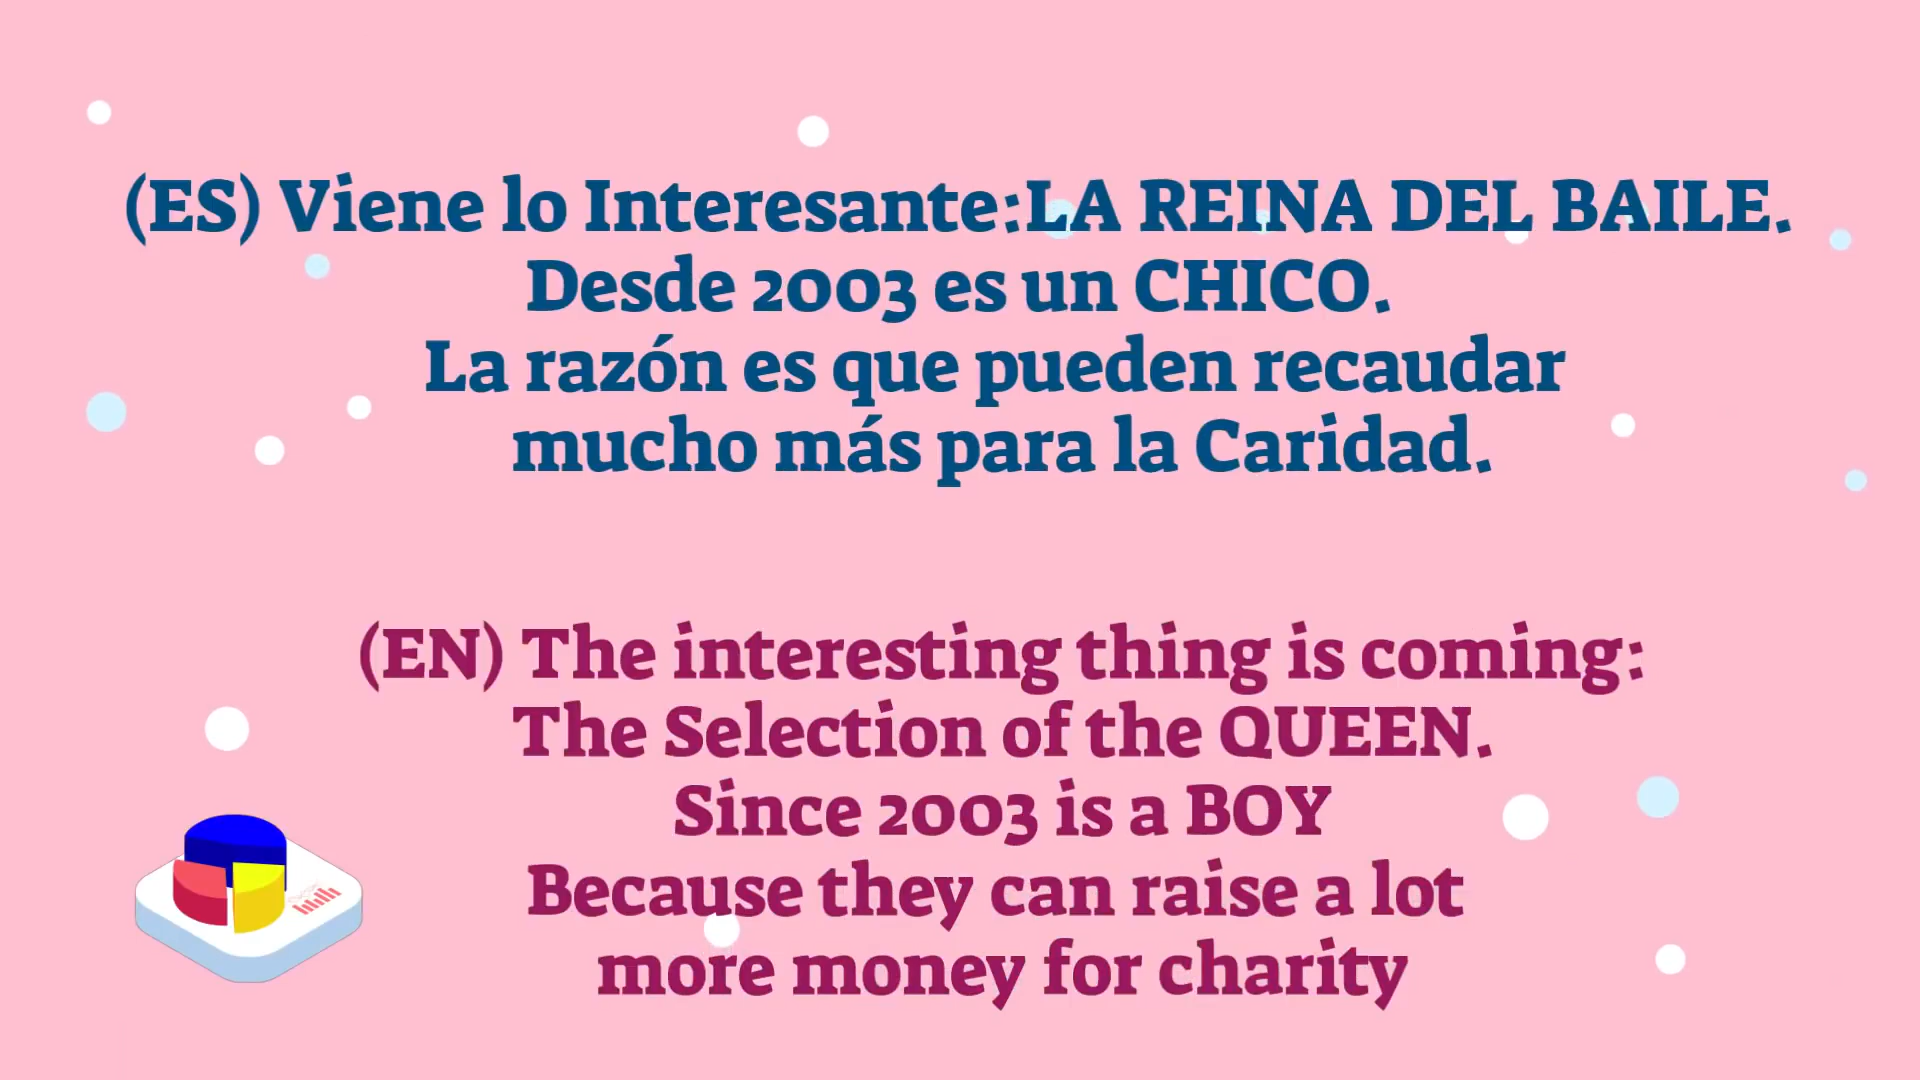 (ES) Viene lo Interesante:LA REINA DEL BAILE.
Desde 2003 es un CHICO.
La razón es que pueden recaudar
mucho más para la Caridad.
(EN) The interesting thing is coming:
The Selection of the QUEEN.
Since 2003 is a BOY
Because they can raise a lot
more money for charity